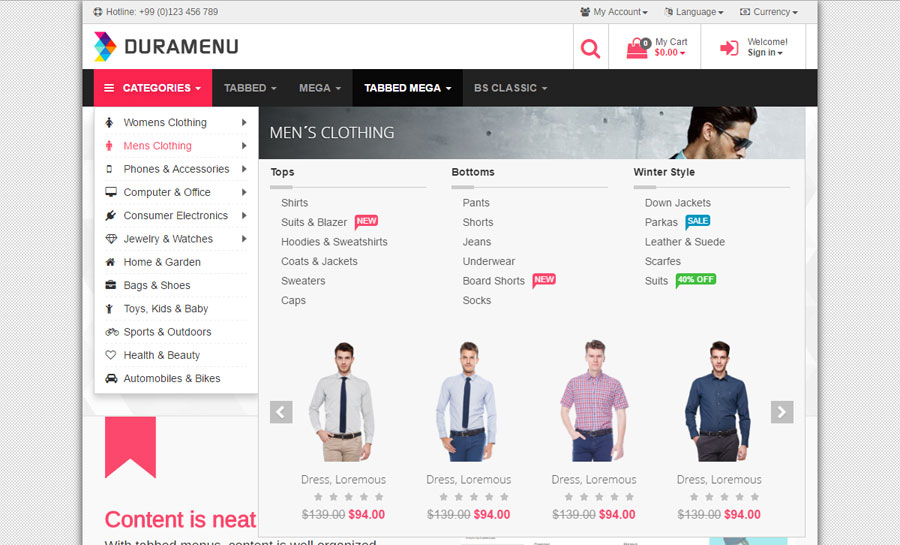 Hotline: +99 (0)123 456 789
My Account
Language
Currency
DURAMENU
0
My Cart
$0.00
Welcome!
Sign in
CATEGORIES
TABBED
MEGA
TABBED MEGA
BS CLASSIC
Womens Clothing
Mens Clothing
Phones & Accessories
Computer & Office
Consumer Electronics
Jewelry & Watches
Home & Garden
Bags & Shoes
Toys, Kids & Baby
Sports & Outdoors
Health & Beauty
Automobiles & Bikes
MEN´S CLOTHING
Tops
Shirts
Suits & Blazer NEW
Hoodies & Sweatshirts
Coats & Jackets
Sweaters
Caps
Bottoms
Pants
Shorts
Jeans
Underwear
Board Shorts NEW
Socks
Winter Style
Down Jackets
Parkas SALE
Leather & Suede
Scarfes
Suits 40% OFF
Dress, Loremous
$139.00 $94.00
Dress, Loremous
$139.00 $94.00
Dress, Loremous
$139.00 $94.00
Dress, Loremous
$139.00 $94.00
Content is neat
With tabbed menus, content is well organized